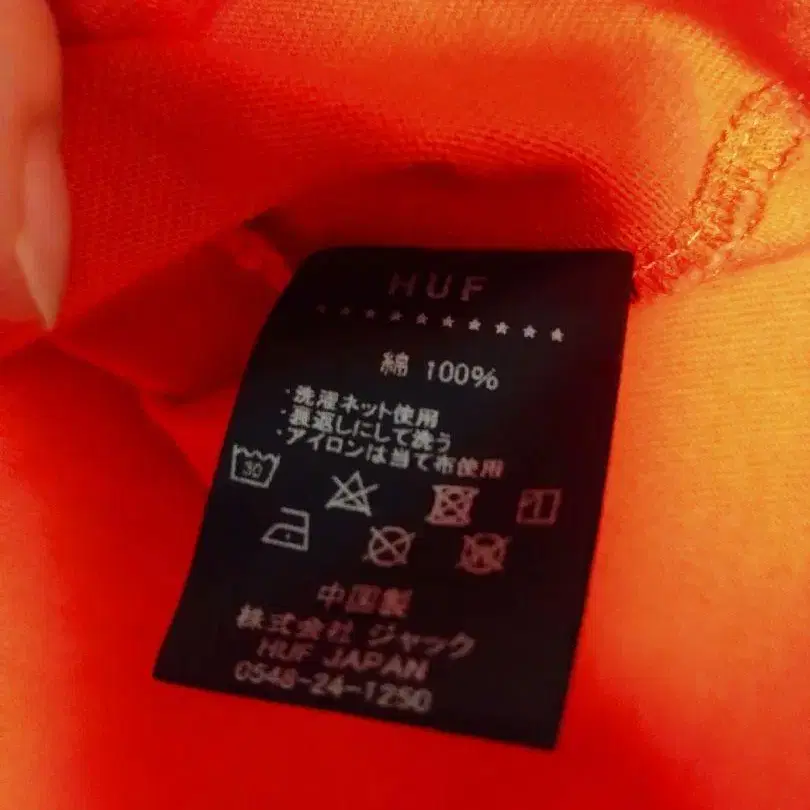 HUF
綿 100%
・洗濯ネット使用
・裏返しにして洗う
・アイロンは当て布使用
30
中国製
株式会社 ジャック
HUF JAPAN
0548-24-1250